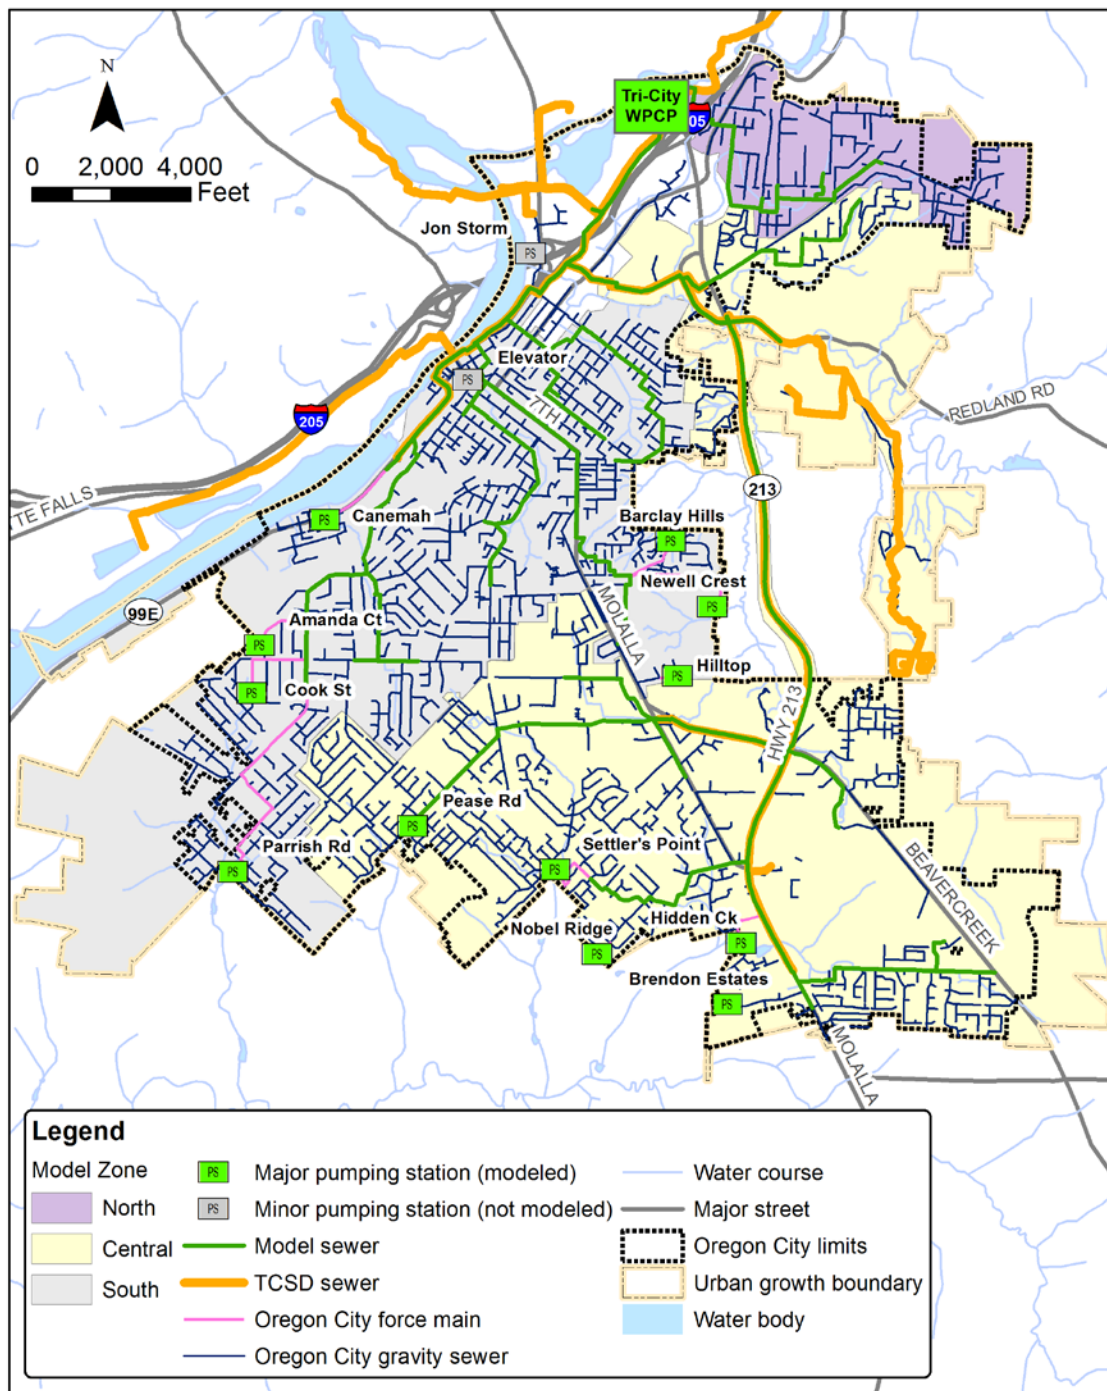 N
0 2,000 4,000
Feet
Tri-City
WPCP
05
Jon Storm
PS
Elevator
PS
7TH
205
REDLAND RD
213
TTE FALLS
Canemah
PS
Barclay Hills
PS
Newell Crest
PS
99E
Amanda Ct
PS
MOLALLA
Hilltop
PS
Cook St
PS
HWY 213
Pease Rd
PS
Parrish Rd
PS
Settler's Point
PS
BEAVERCREEK
Hidden Ck
PS
Nobel Ridge
PS
Brendon Estates
PS
MOLALLA
Legend
Model Zone
North
Central
South
PS Major pumping station (modeled)
PS Minor pumping station (not modeled)
Model sewer
TCSD sewer
Oregon City force main
Oregon City gravity sewer
Water course
Major street
Oregon City limits
Urban growth boundary
Water body